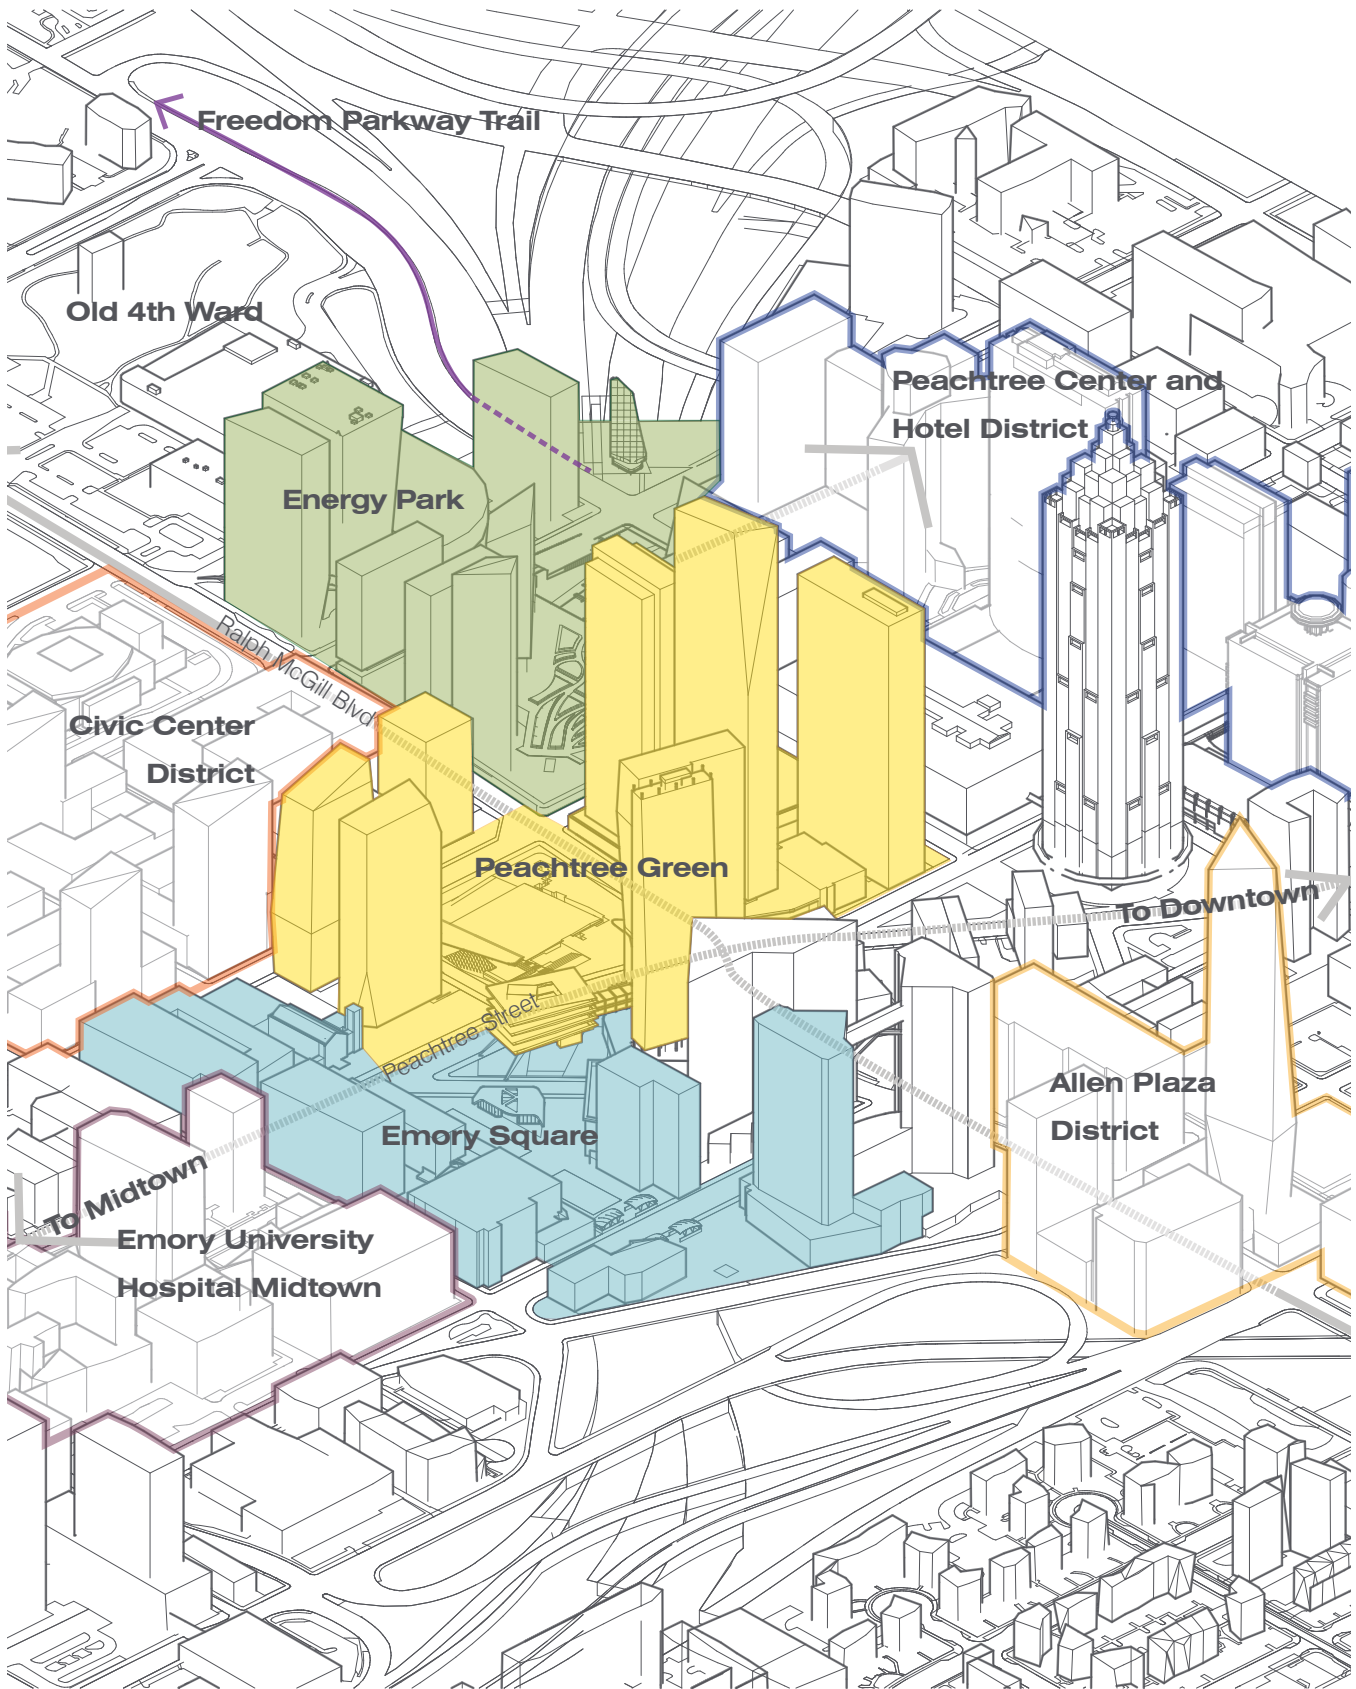 Freedom Parkway Trail
Old 4th Ward
Peachtree Center and
Hotel District
Energy Park
Ralph McGill Blvd
Civic Center
District
Peachtree Green
To Downtown
Peachtree Street
Allen Plaza
District
Emory Square
To Midtown
Emory University
Hospital Midtown